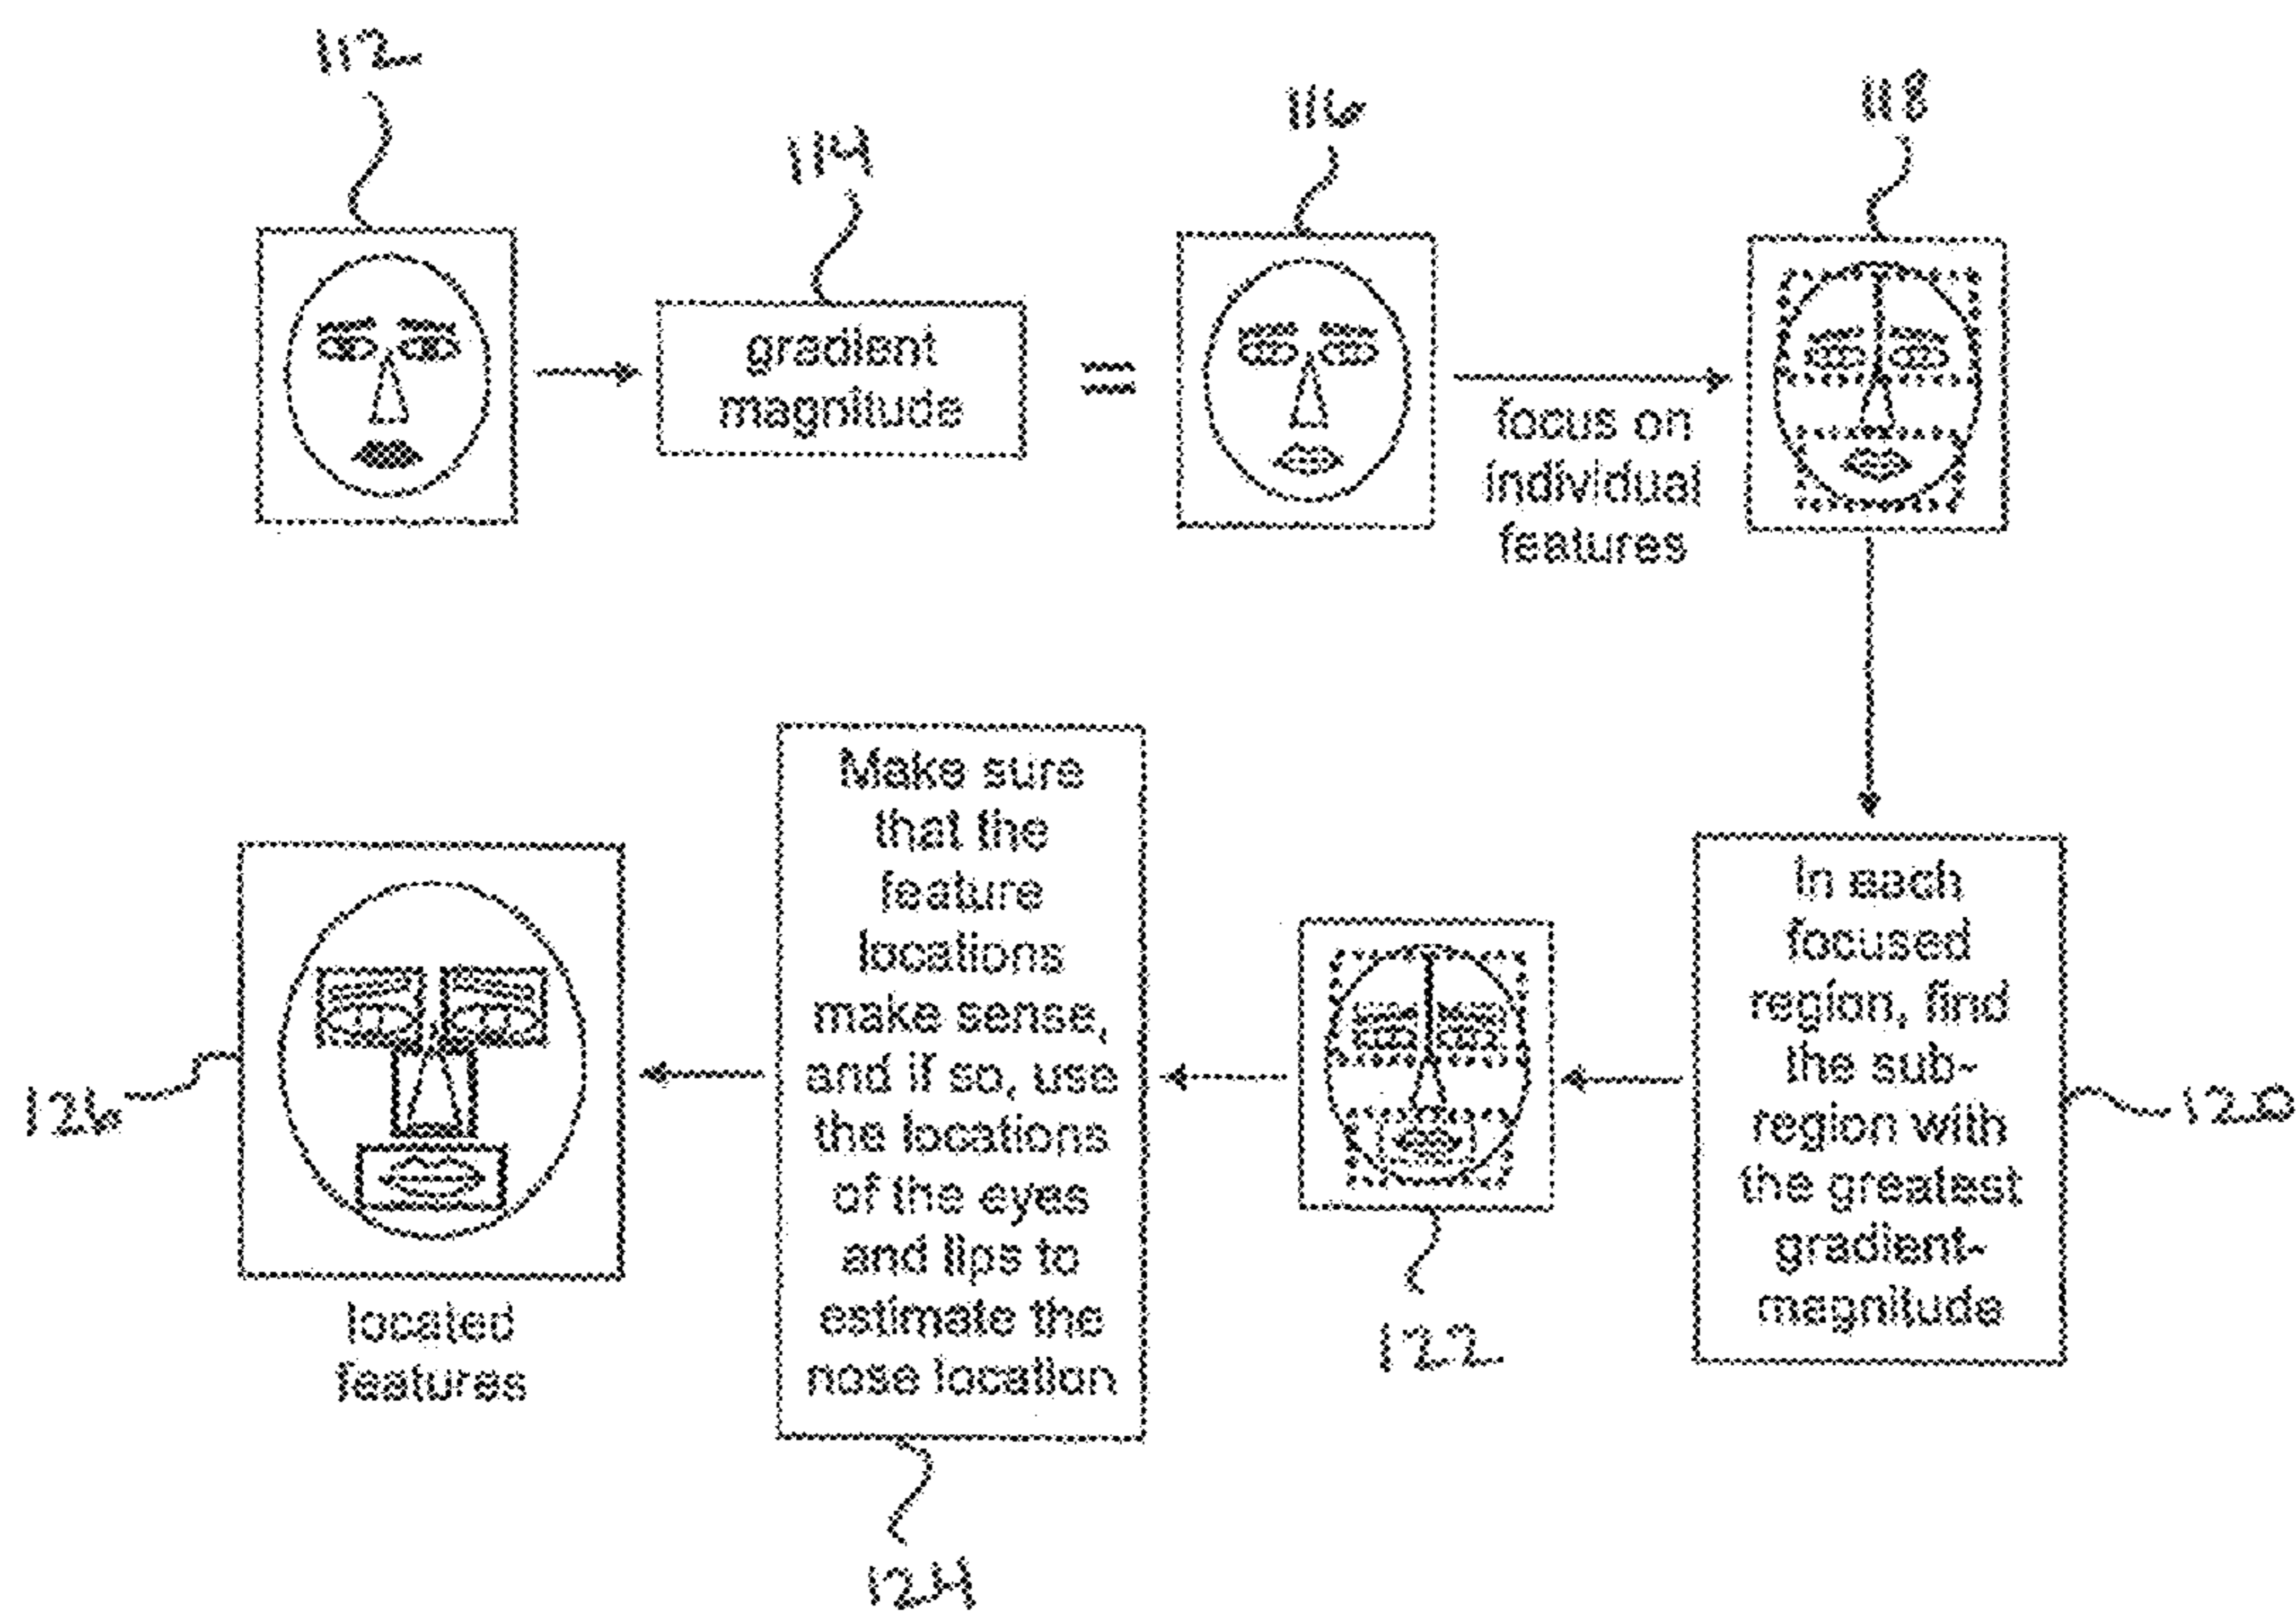 112
114
116
118
gradient
magnitude
=
focus on
individual
features
Make sure
that the
feature
locations
make sense,
and if so, use
the locations
of the eyes
and lips to
estimate the
nose location
In each
focused
region, find
the sub-
region with
the greatest
gradient-
magnitude
120
122
124
126
located
features